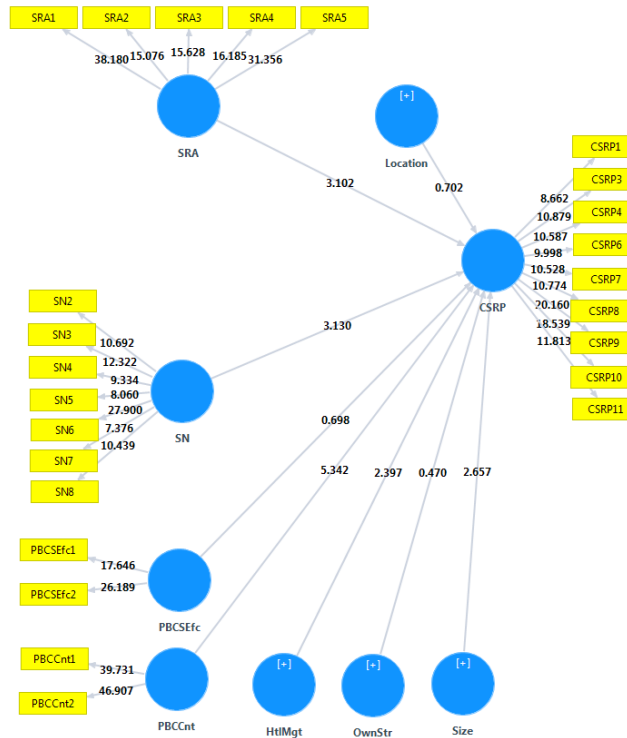 SRA1 SRA2 SRA3 SRA4 SRA5
38.180 15.076 15.628 16.185 31.356
SRA
[+]
Location
3.102
0.702
CSRP1
CSRP3
CSRP4
CSRP6
CSRP7
CSRP8
CSRP9
CSRP10
CSRP11
8.662
10.879
10.587
9.998
10.528
10.774
20.160
18.539
11.813
CSRP
SN2
SN3
SN4
SN5
SN6
SN7
SN8
10.692
12.322
9.334
8.060
27.900
7.376
10.439
SN
3.130
0.698
5.342
2.397
0.470
2.657
PBCSEfc1
PBCSEfc2
17.646
26.189
PBCSEfc
PBCCnt1
PBCCnt2
39.731
46.907
PBCCnt
[+]
HtlMgt
[+]
OwnStr
[+]
Size